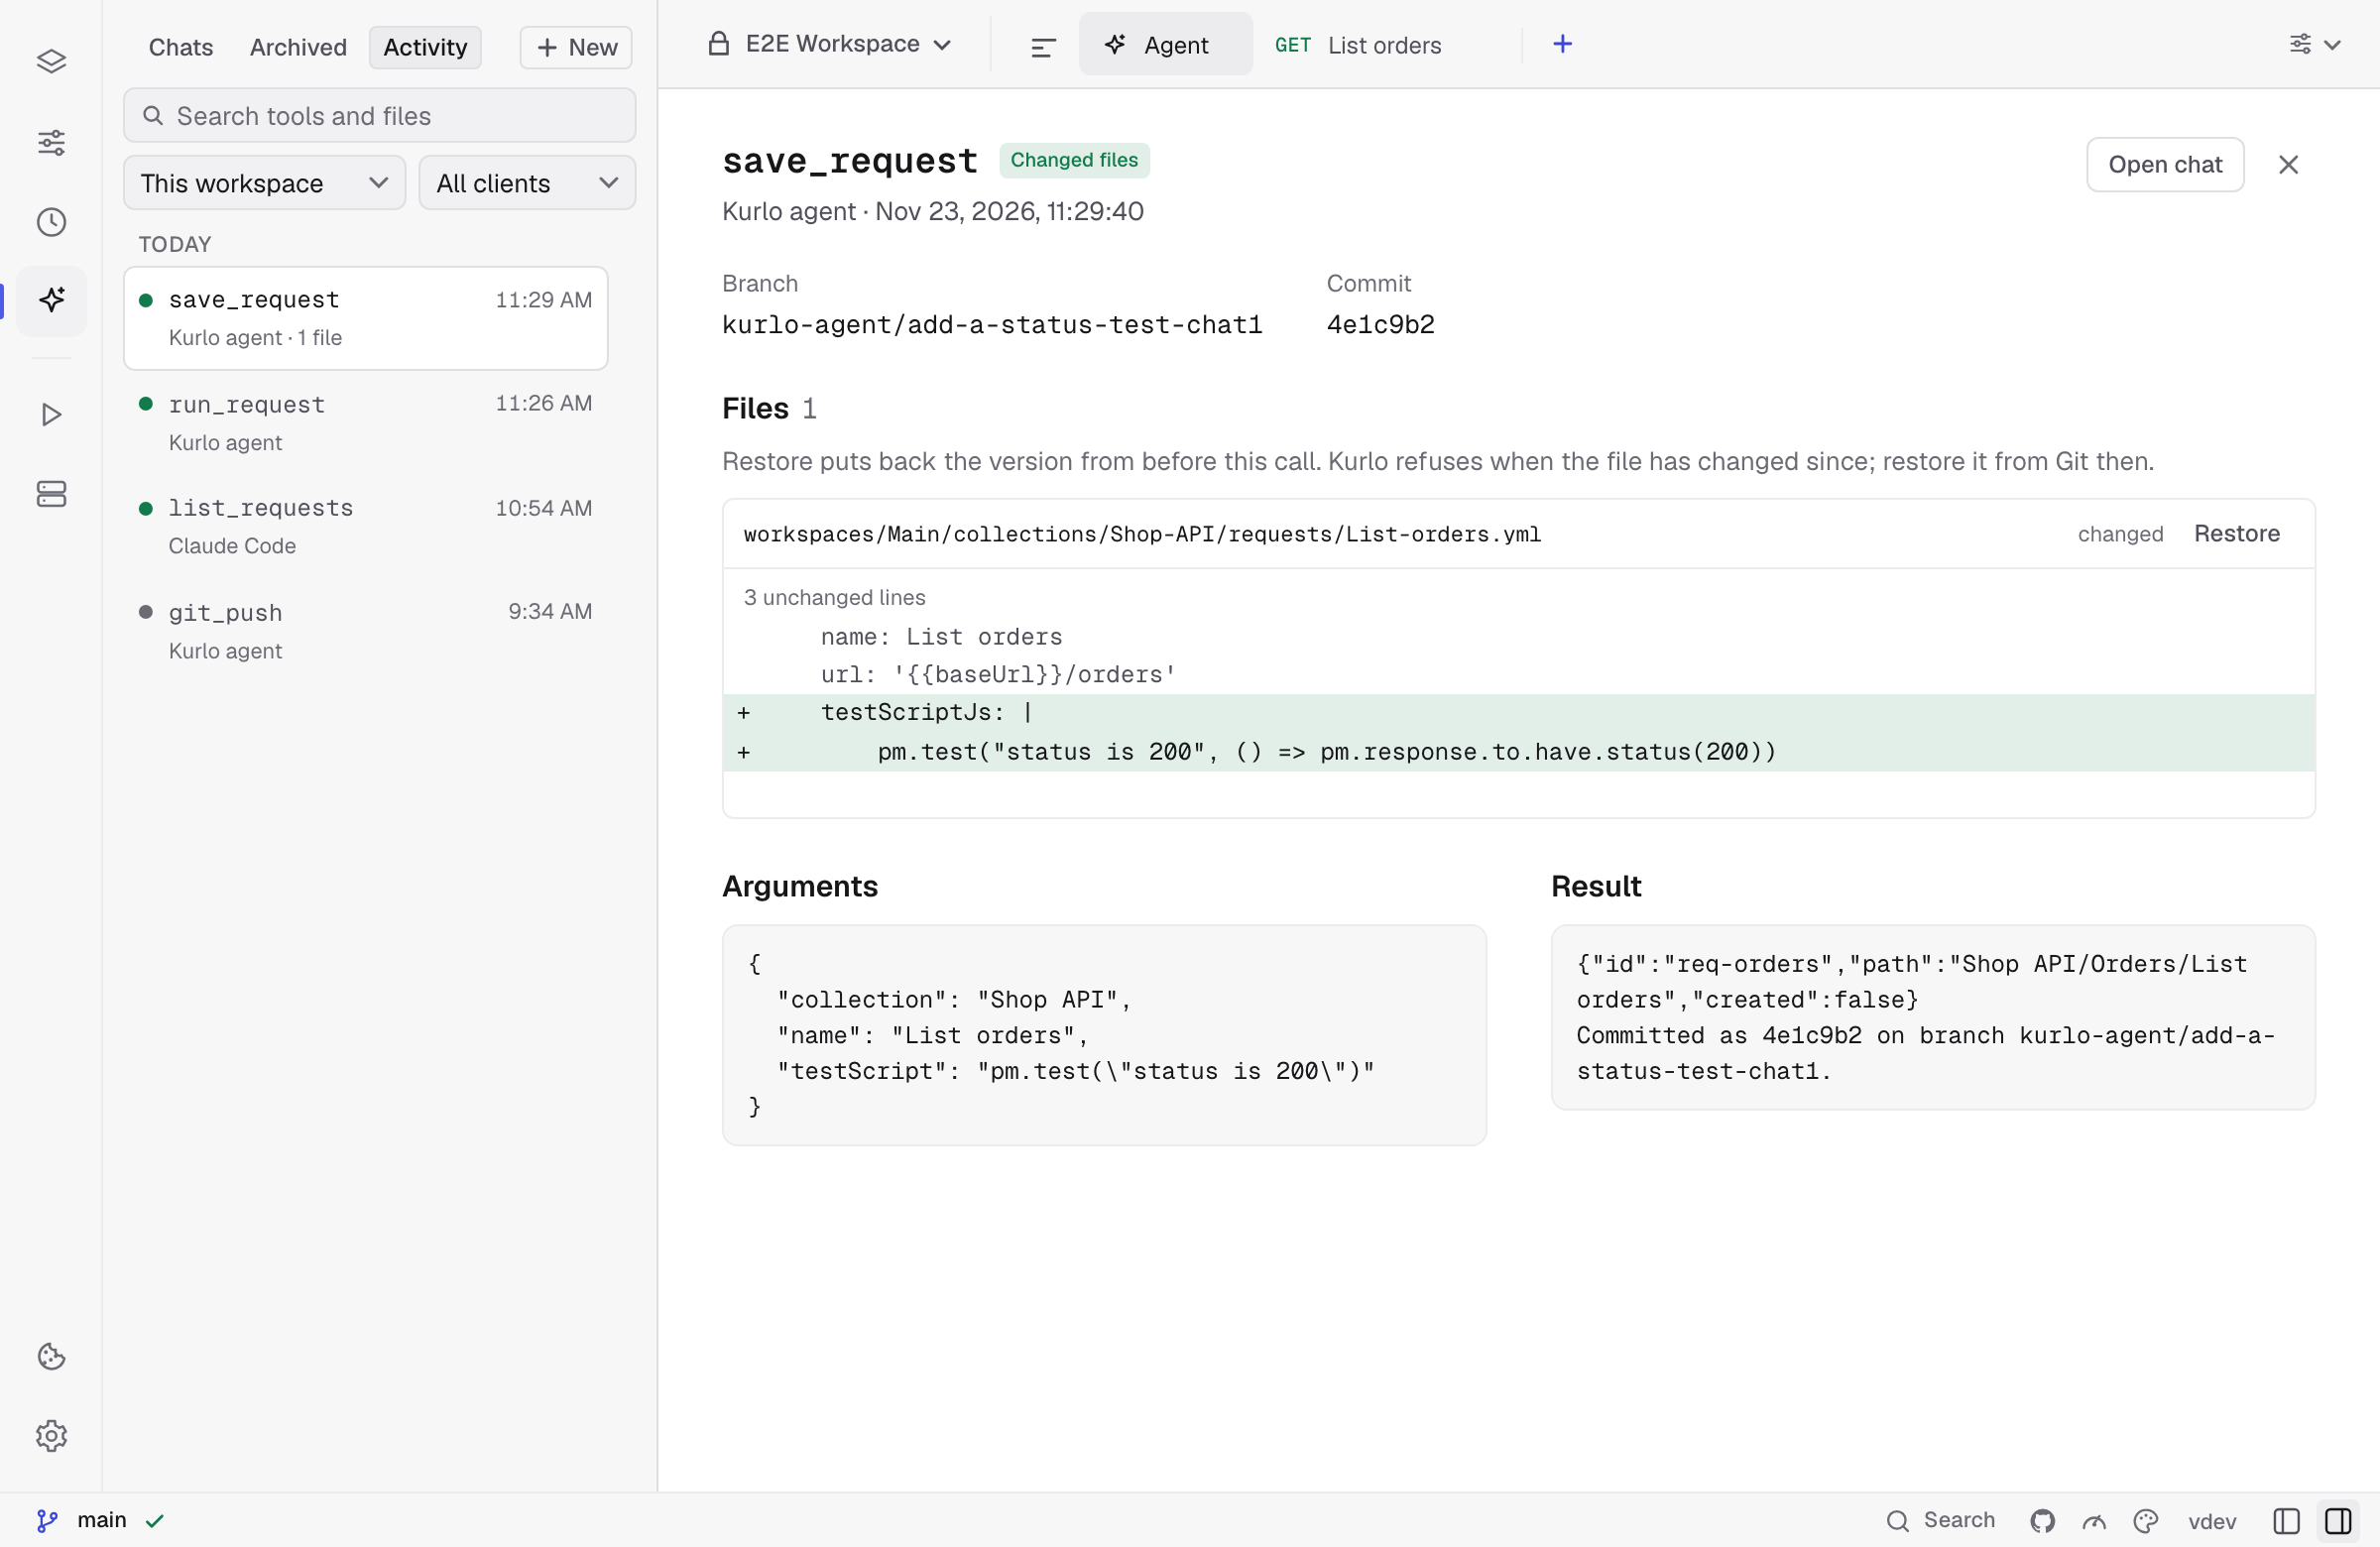 Chats Archived Activity + New
Search tools and files
This workspace All clients
TODAY
save_request 11:29 AM
Kurlo agent · 1 file
run_request 11:26 AM
Kurlo agent
list_requests 10:54 AM
Claude Code
git_push 9:34 AM
Kurlo agent
E2E Workspace Agent GET List orders +
save_request Changed files Open chat
Kurlo agent · Nov 23, 2026, 11:29:40
Branch Commit
kurlo-agent/add-a-status-test-chat1 4e1c9b2
Files 1
Restore puts back the version from before this call. Kurlo refuses when the file has changed since; restore it from Git then.
workspaces/Main/collections/Shop-API/requests/List-orders.yml changed Restore
3 unchanged lines
name: List orders
url: '{{baseUrl}}/orders'
+ testScriptJs: |
+ pm.test("status is 200", () => pm.response.to.have.status(200))
Arguments
{
"collection": "Shop API",
"name": "List orders",
"testScript": "pm.test(\"status is 200\")"
}
Result
{"id":"req-orders","path":"Shop API/Orders/List
orders","created":false}
Committed as 4e1c9b2 on branch kurlo-agent/add-a-
status-test-chat1.
main Search vdev